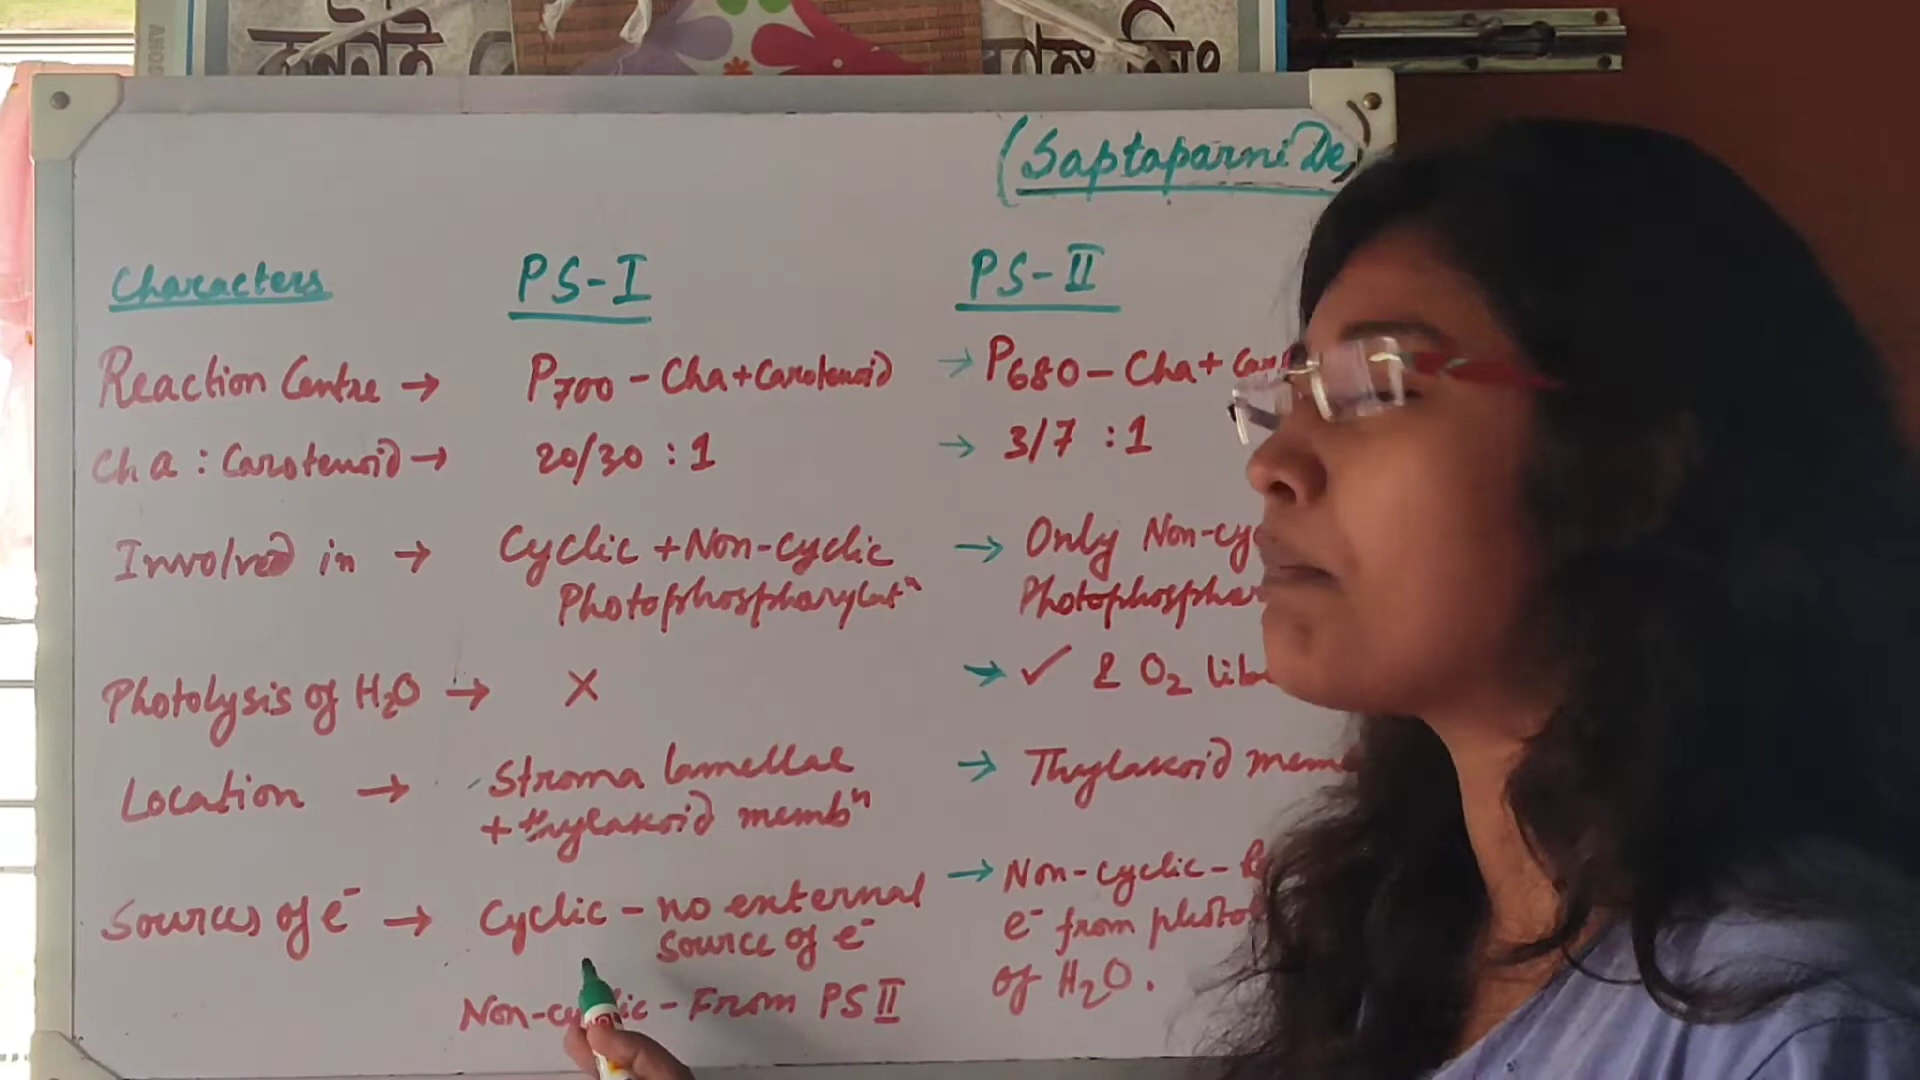 (Saptaparni De)
Characters PS-I PS-II
Reaction Centre → P700 - Cha + Carotenoid → P680 - Cha +
Ch a : Carotenoid → 20/30 : 1 → 3/7 : 1
Involved in → Cyclic + Non-cyclic → Only
Photophosphorylatⁿ
Photolysis of H2O → X → ✓ & O2
Location → Stroma lamellae → Thylakoid
+ thylakoid membⁿ
Sources of e⁻ → Cyclic - no external → Non-cyclic -
source of e⁻ e⁻ from
Non-cyclic - From PS II of H2O.